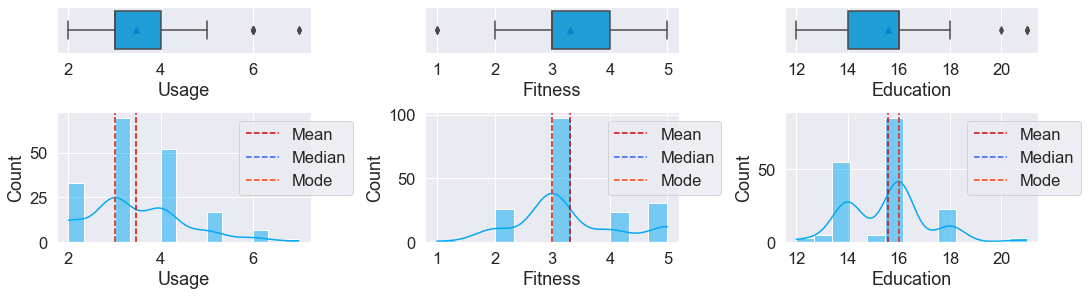 2 4 6
Usage
1 2 3 4 5
Fitness
12 14 16 18 20
Education
Count
50
25
0
2 4 6
Usage
Mean
Median
Mode
Count
100
50
0
1 2 3 4 5
Fitness
Mean
Median
Mode
Count
50
0
12 14 16 18 20
Education
Mean
Median
Mode